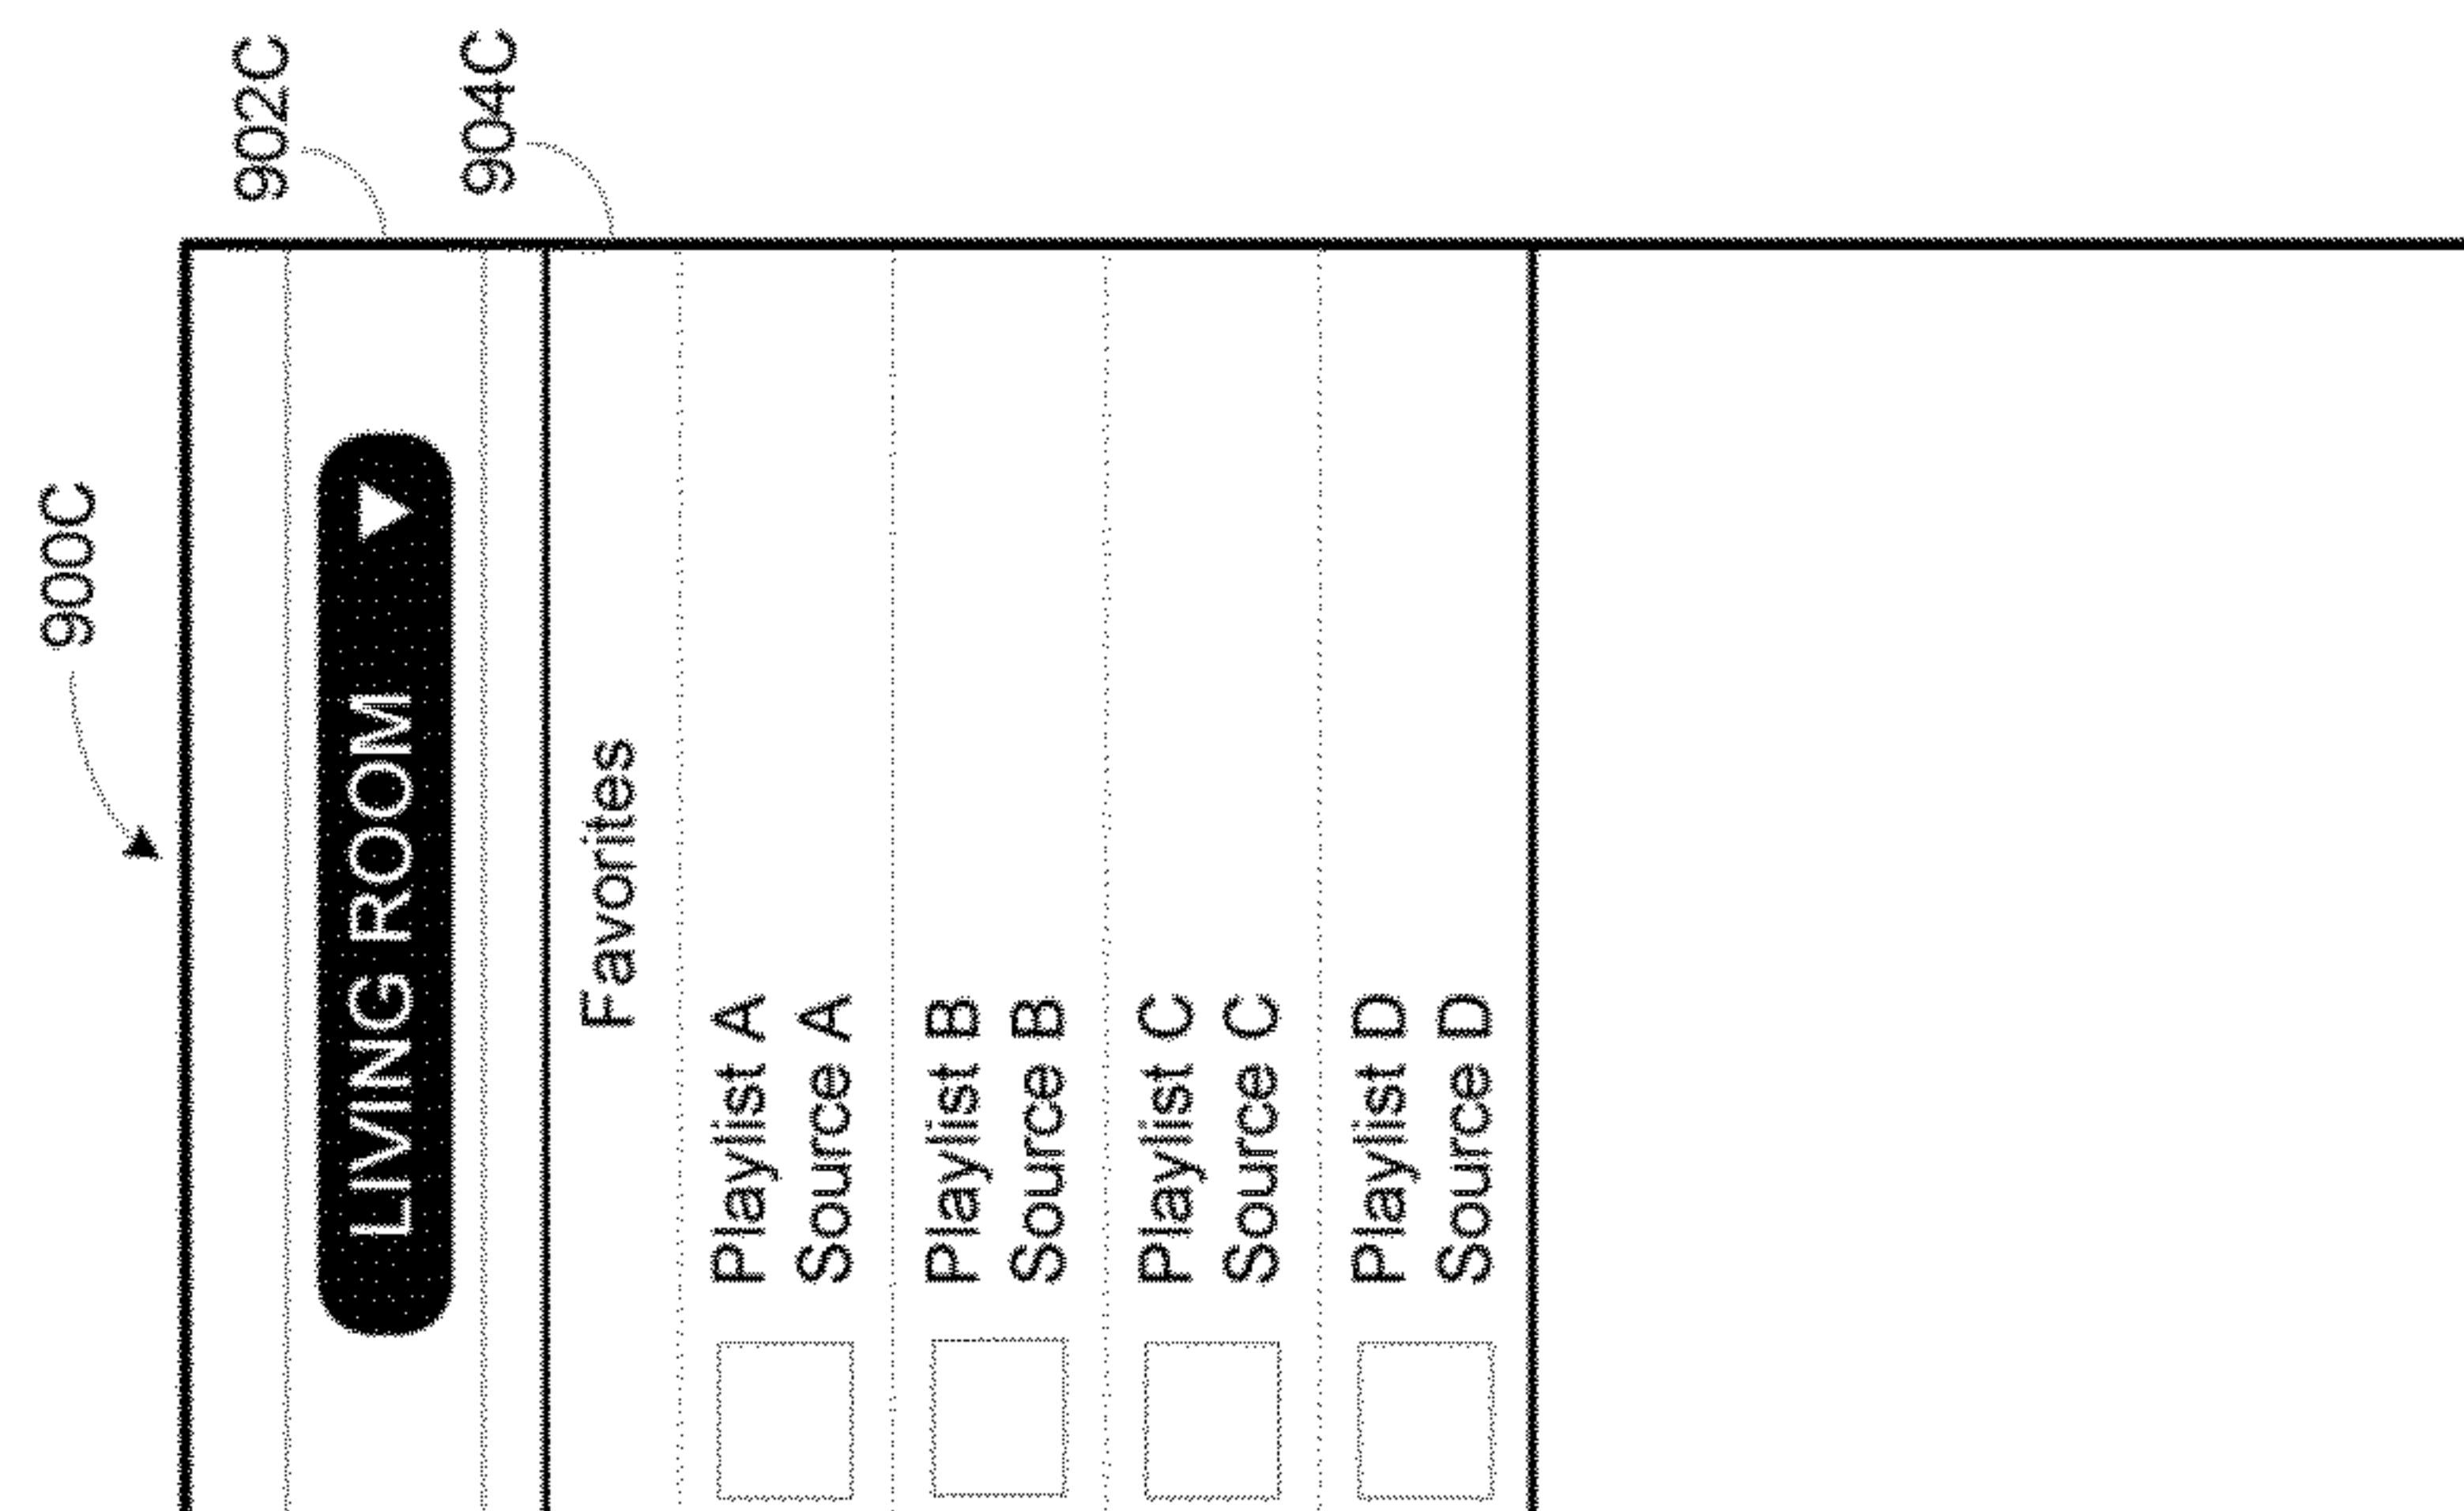 900C
902C
LIVING ROOM
904C
Favorites
Playlist A
Source A
Playlist B
Source B
Playlist C
Source C
Playlist D
Source D